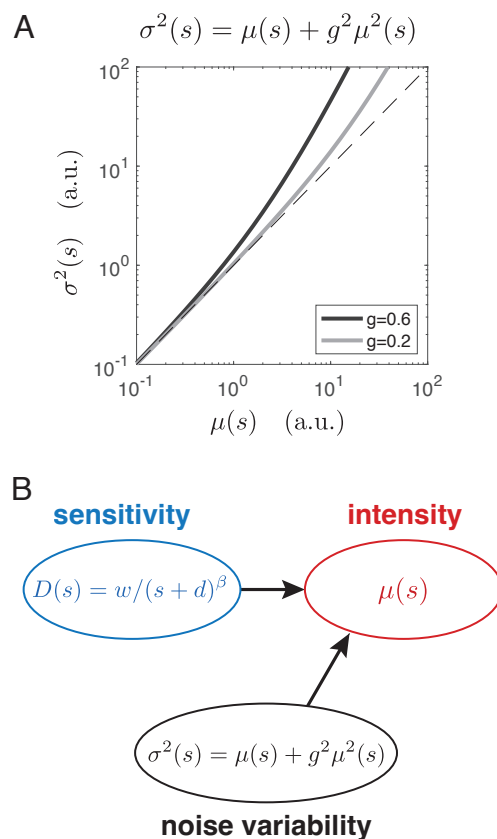 A
σ²(s) = μ(s) + g²μ²(s)
10²
10¹
10⁰
10⁻¹
σ²(s) (a.u.)
g=0.6
g=0.2
10⁻¹ 10⁰ 10¹ 10²
μ(s) (a.u.)
B
sensitivity intensity
D(s) = w/(s + d)^β μ(s)
σ²(s) = μ(s) + g²μ²(s)
noise variability